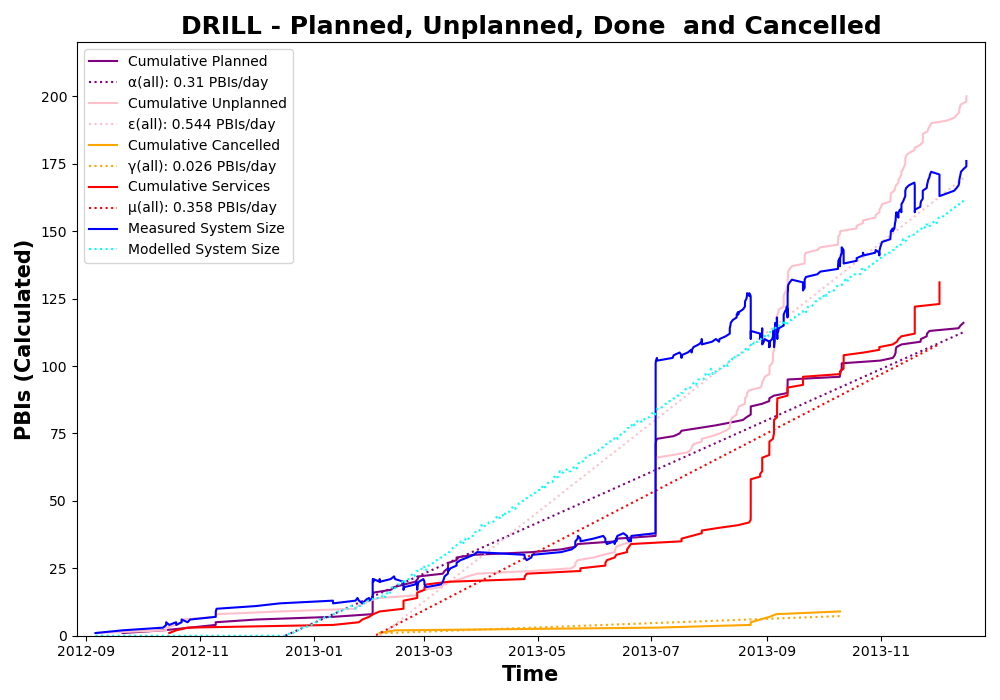 DRILL - Planned, Unplanned, Done  and Cancelled
Cumulative Planned
α(all): 0.31 PBIs/day
Cumulative Unplanned
ε(all): 0.544 PBIs/day
Cumulative Cancelled
γ(all): 0.026 PBIs/day
Cumulative Services
μ(all): 0.358 PBIs/day
Measured System Size
Modelled System Size
PBIs (Calculated)
200
175
150
125
100
75
50
25
0
2012-09 2012-11 2013-01 2013-03 2013-05 2013-07 2013-09 2013-11
Time